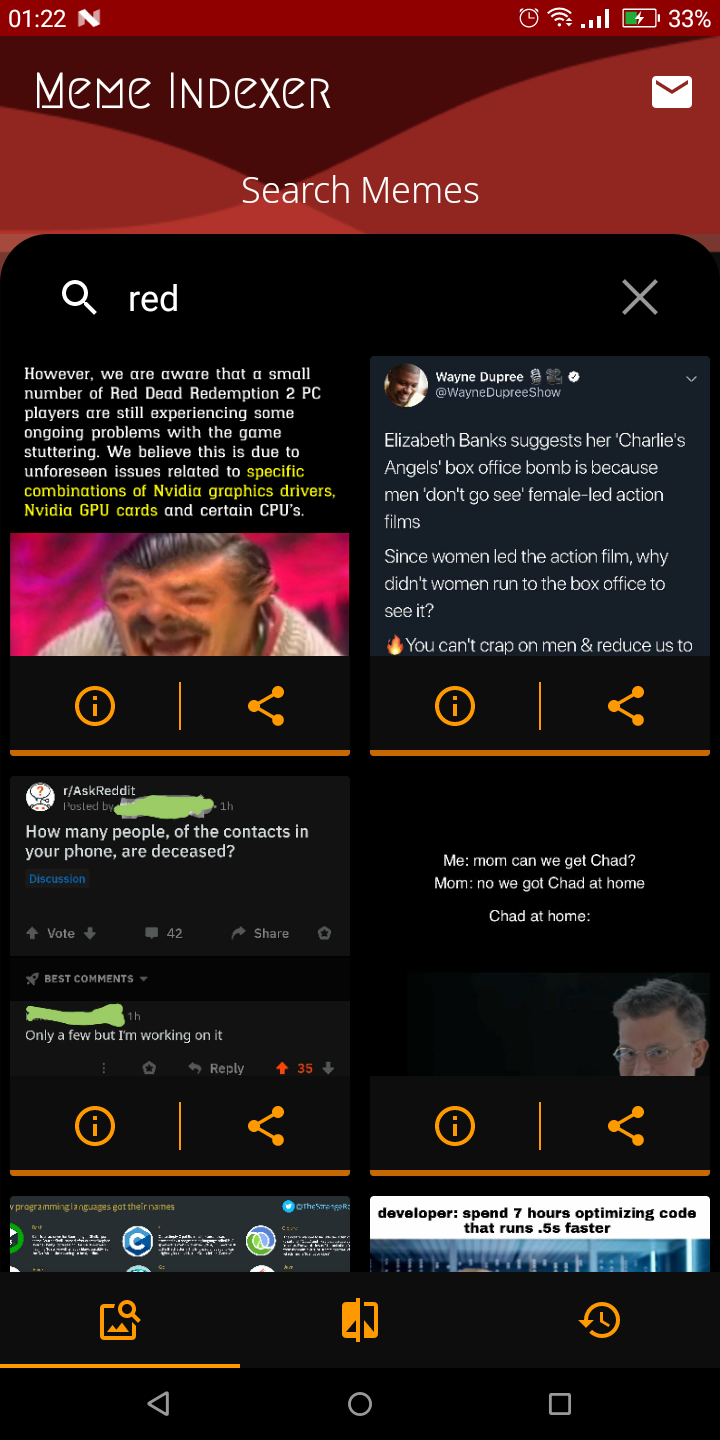 01:22
33%
Meme Indexer
Search Memes
red
However, we are aware that a small
number of Red Dead Redemption 2 PC
players are still experiencing some
ongoing problems with the game
stuttering. We believe this is due to
unforeseen issues related to specific
combinations of Nvidia graphics drivers,
Nvidia GPU cards and certain CPU's.
Wayne Dupree
@WayneDupreeShow
Elizabeth Banks suggests her 'Charlie's
Angels' box office bomb is because
men 'don't go see' female-led action
films
Since women led the action film, why
didn't women run to the box office to
see it?
🔥You can't crap on men & reduce us to
r/AskReddit
Posted by
1h
How many people, of the contacts in
your phone, are deceased?
Discussion
Vote
42
Share
BEST COMMENTS
1h
Only a few but I'm working on it
Reply
35
Me: mom can we get Chad?
Mom: no we got Chad at home
Chad at home:
programming languages got their names
developer: spend 7 hours optimizing code
that runs .5s faster